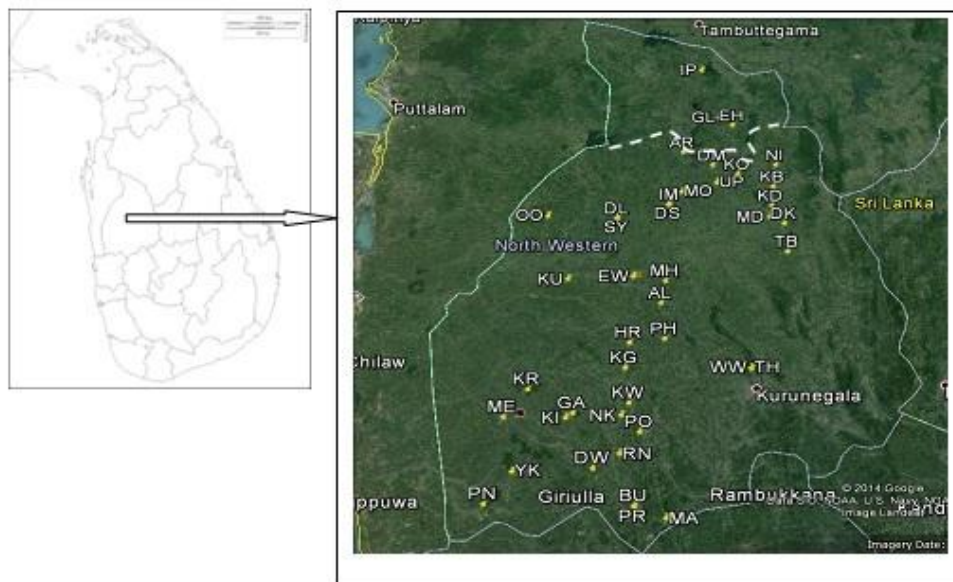 Tambuttegama
IP
Puttalam
GL EH
AR
DM KO NI
UP KB
IM MO KD
OO DL DS MD DK
SY
Sri Lanka
North Western
TB
KU EW MH
AL
HR PH
KG
WW TH
Kurunegala
KR
KW
ME GA
KI NK
PO
DW RN
YK
PN Giriulla BU Rambukkana
PR MA
© 2014 Google
Image Landsat
Imagery Date: